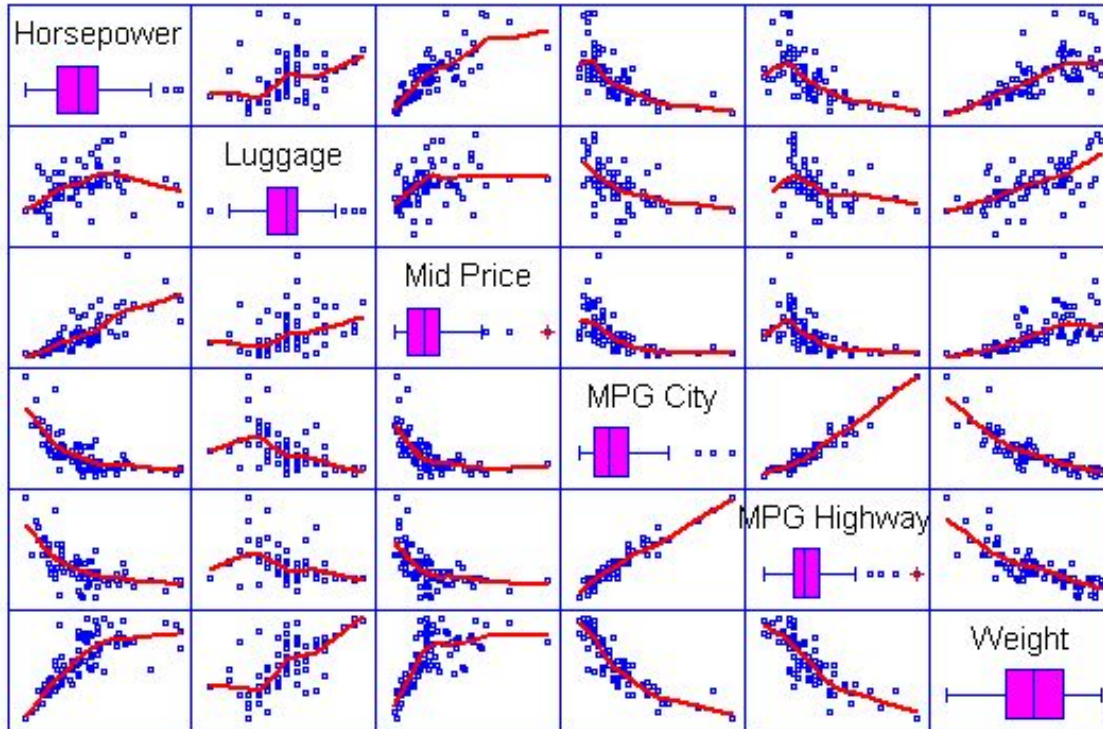 Horsepower
Luggage
Mid Price
MPG City
MPG Highway
Weight